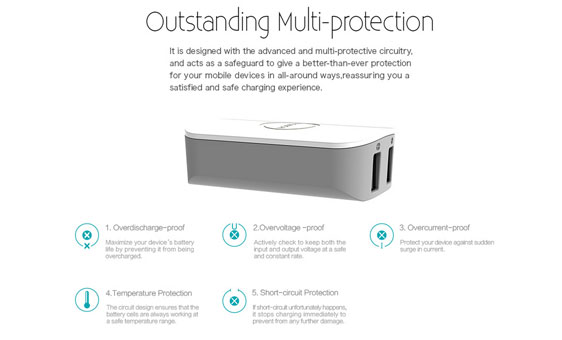 Outstanding Multi-protection
It is designed with the advanced and multi-protective circuitry,
and acts as a safeguard to give a better-than-ever protection
for your mobile devices in all-around ways,reassuring you a
satisfied and safe charging experience.
1. Overdischarge-proof
Maximize your device's battery
life by preventing it from being
overcharged.
2.Overvoltage -proof
Actively check to keep both the
input and output voltage at a safe
and constant rate.
3. Overcurrent-proof
Protect your device against sudden
surge in current.
4.Temperature Protection
The circuit design ensures that the
battery cells are always working at
a safe temperature range.
5. Short-circuit Protection
If short-circuit unfortunately happens,
it stops charging immediately to
prevent from any further damage.